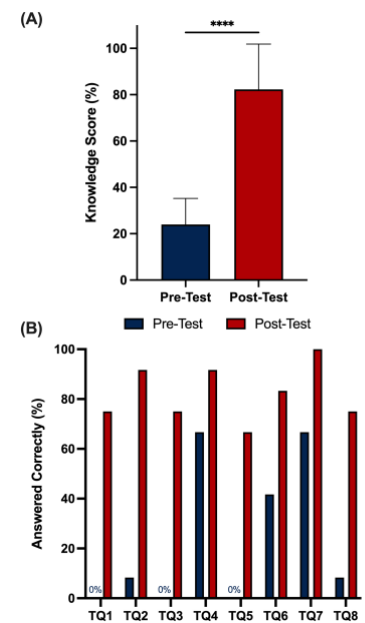 (A)
****
Knowledge Score (%)
100
80
60
40
20
0
Pre-Test Post-Test
Pre-Test Post-Test
(B)
Answered Correctly (%)
100
80
60
40
20
0
0% 0% 0%
TQ1 TQ2 TQ3 TQ4 TQ5 TQ6 TQ7 TQ8